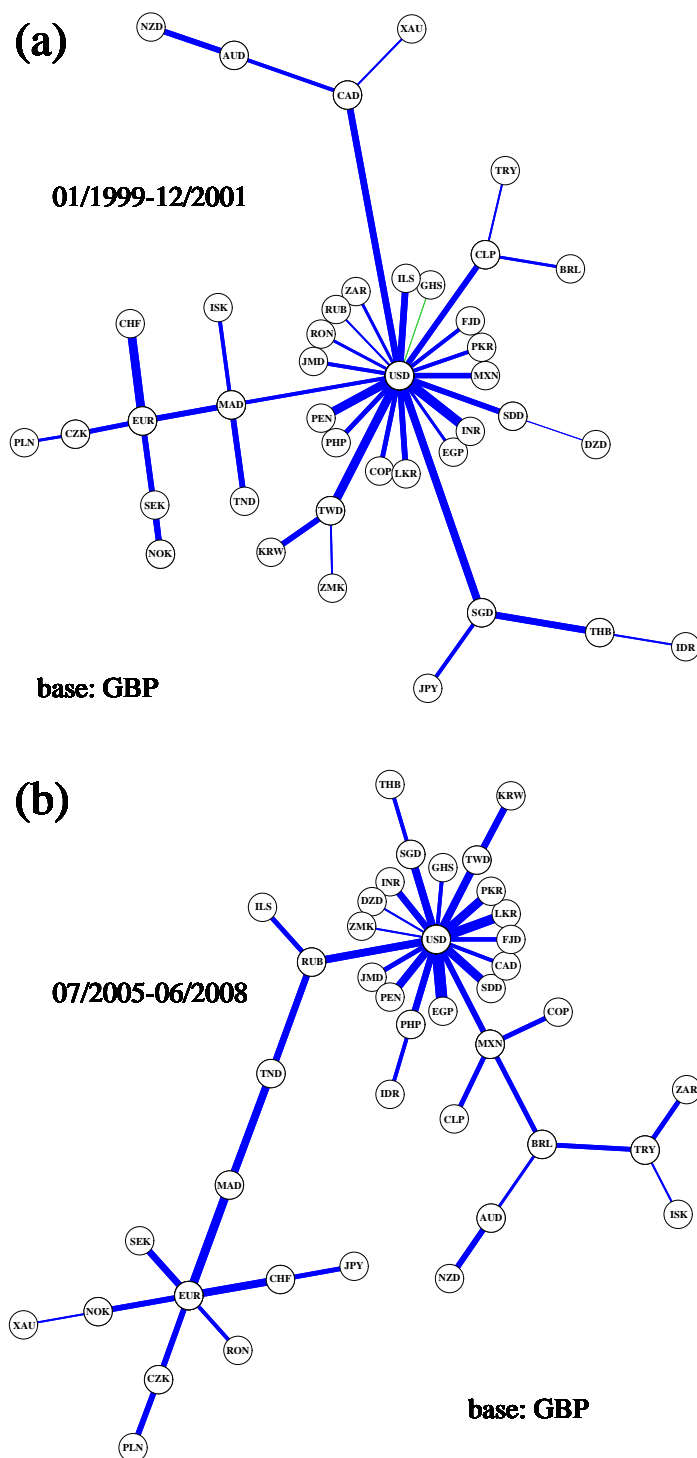 (a)
NZD
AUD
XAU
CAD
01/1999-12/2001
TRY
CLP
BRL
ILS
GHS
ZAR
RUB
RON
JMD
FJD
PKR
MXN
USD
ISK
CHF
MAD
EUR
CZK
PLN
SEK
NOK
TND
PEN
PHP
COP
LKR
EGP
INR
SDD
DZD
TWD
KRW
ZMK
SGD
THB
IDR
JPY
base: GBP
(b)
THB
KRW
SGD
TWD
GHS
INR
PKR
DZD
LKR
ZMK
USD
FJD
ILS
RUB
CAD
JMD
SDD
PEN
EGP
PHP
07/2005-06/2008
MXN
COP
TND
IDR
CLP
ZAR
BRL
TRY
MAD
AUD
ISK
SEK
NZD
JPY
CHF
EUR
NOK
XAU
RON
CZK
base: GBP
PLN